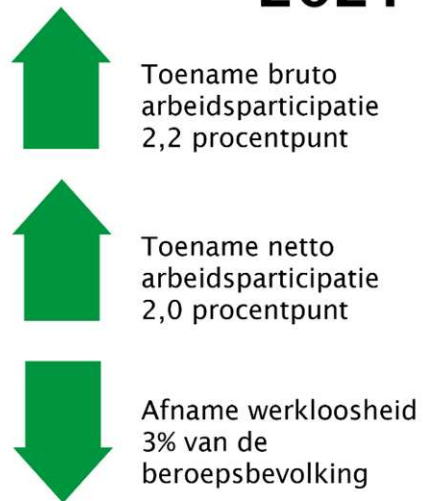 Toename bruto
arbeidsparticipatie
2,2 procentpunt
Toename netto
arbeidsparticipatie
2,0 procentpunt
Afname werkloosheid
3% van de
beroepsbevolking